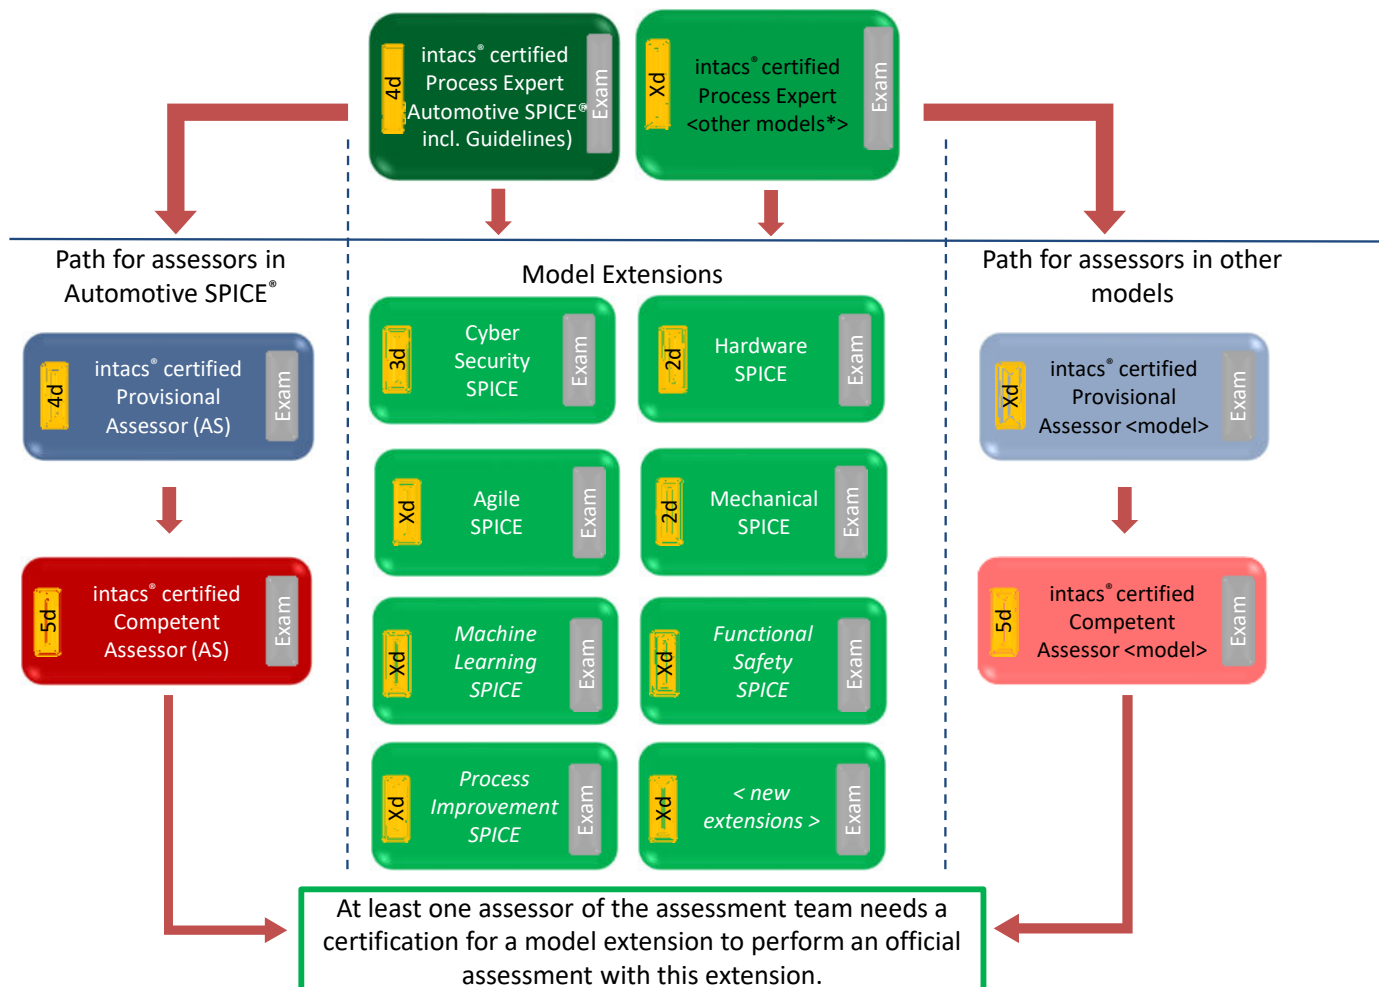 4d
intacs® certified
Process Expert
Automotive SPICE®
incl. Guidelines)
Exam
Xd
intacs® certified
Process Expert
<other models*>
Exam
Path for assessors in
Automotive SPICE®
Model Extensions
Path for assessors in other
models
4d
intacs® certified
Provisional
Assessor (AS)
Exam
3d
Cyber
Security
SPICE
Exam
2d
Hardware
SPICE
Exam
Xd
intacs® certified
Provisional
Assessor <model>
Exam
Xd
Agile
SPICE
Exam
2d
Mechanical
SPICE
Exam
5d
intacs® certified
Competent
Assessor (AS)
Exam
Xd
Machine
Learning
SPICE
Exam
Xd
Functional
Safety
SPICE
Exam
5d
intacs® certified
Competent
Assessor <model>
Exam
Xd
Process
Improvement
SPICE
Exam
Xd
< new
extensions >
Exam
At least one assessor of the assessment team needs a
certification for a model extension to perform an official
assessment with this extension.